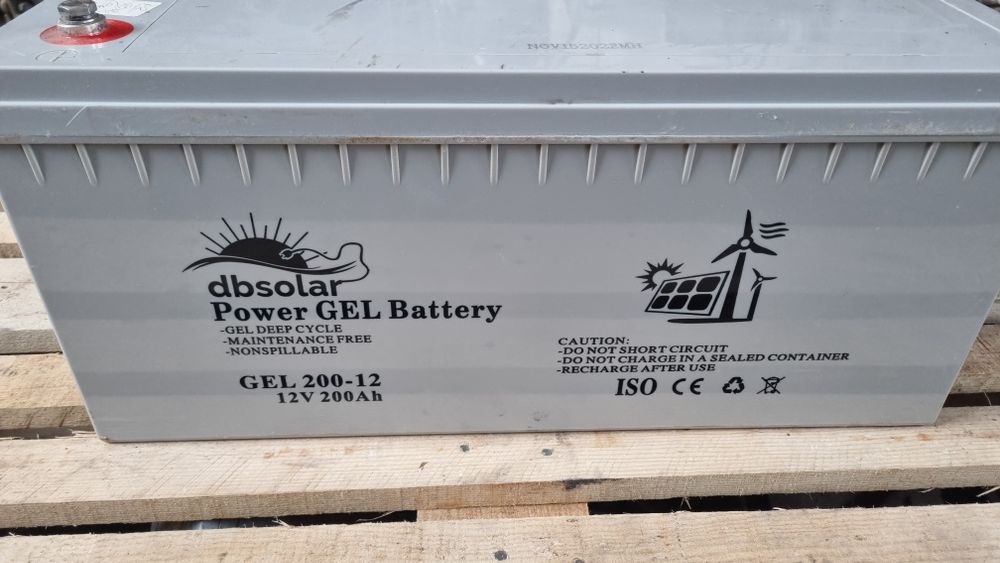 NOV152022HMH
dbsolar
Power GEL Battery
-GEL DEEP CYCLE
-MAINTENANCE FREE
-NONSPILLABLE
GEL 200-12
12V 200Ah
CAUTION:
-DO NOT SHORT CIRCUIT
-DO NOT CHARGE IN A SEALED CONTAINER
-RECHARGE AFTER USE
ISO CE